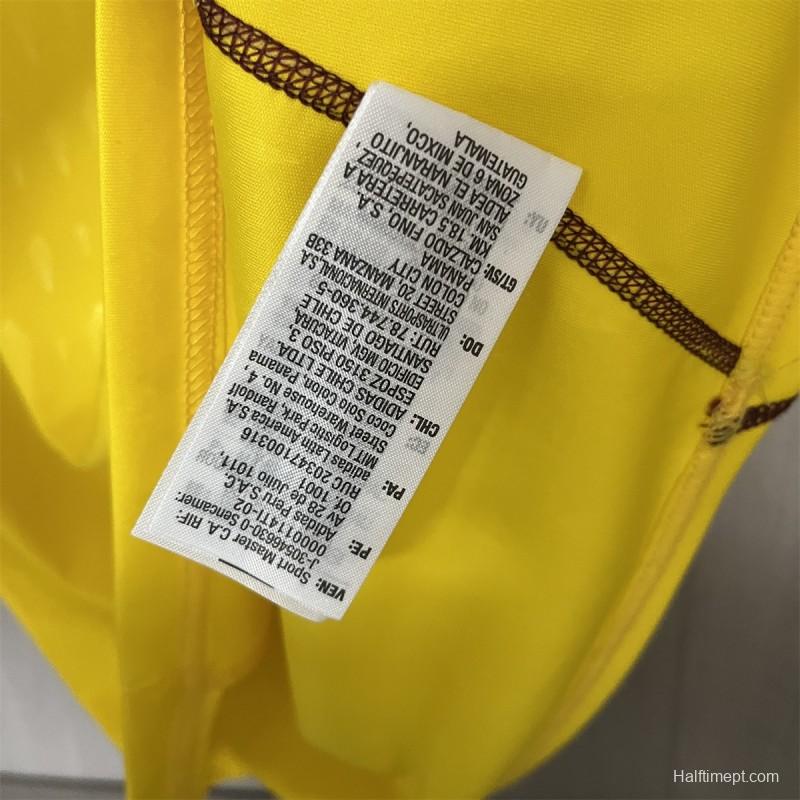 VEN: Sport Master C.A. RIF:
J-30546630-0 Sencamer:
PE: Adidas Peru S.A.C.
Av 28 de Julio 1011,
Of. 1001
RUC 20347100316
PA: adidas Latin America S.A.
MIT Logistic Park, Randolf
Street Warehouse No. 4,
Coco Solo Colon, Panama
CHL: ADIDAS CHILE LTDA.
ESPOZ 3150 PISO 3,
EDIFICIO MGK VITACURA
SANTIAGO DE CHILE
RUT: 78.744.360-5
DO: ULTRASPORTS INTERNACIONAL S.A.
STREET 20 MANZANA 33B
COLON CITY
PANAMA
GT/SV: CALZADO FINO, S.A.
KM. 18.5 CARRETERA A
SAN JUAN SACATEPEQUEZ,
ALDEA EL NARANJITO
ZONA 6 DE MIXCO,
GUATEMALA
Halftimept.com